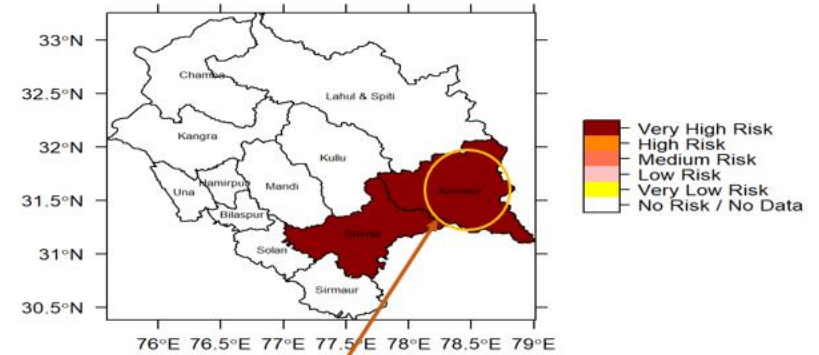 33°N
32.5°N
32°N
31.5°N
31°N
30.5°N
Chamba
Lahul & Spiti
Kangra
Kullu
Una
Hamirpur
Mandi
Kinnaur
Bilaspur
Shimla
Solan
Sirmaur
76°E 76.5°E 77°E 77.5°E 78°E 78.5°E 79°E
Very High Risk
High Risk
Medium Risk
Low Risk
Very Low Risk
No Risk / No Data